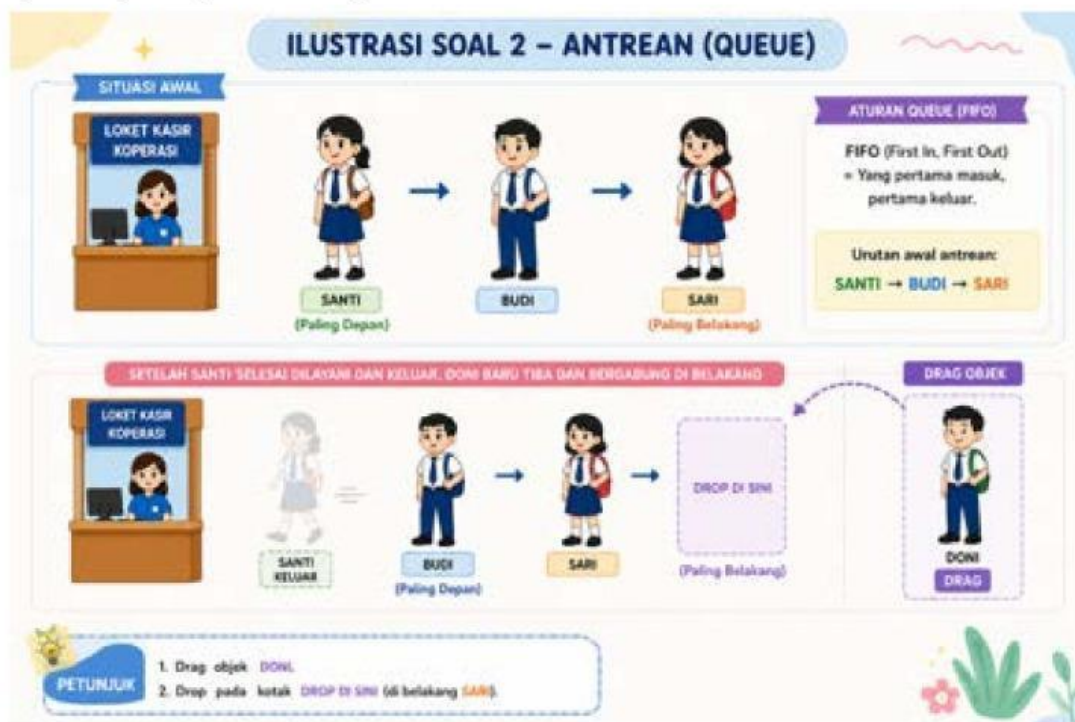 ILUSTRASI SOAL 2 – ANTREAN (QUEUE)
SITUASI AWAL
LOKET KASIR
KOPERASI
SANTI
(Paling Depan)
BUDI
SARI
(Paling Belakang)
ATURAN QUEUE (FIFO)
FIFO (First In, First Out)
= Yang pertama masuk,
pertama keluar.
Urutan awal antrean:
SANTI → BUDI → SARI
SETELAH SANTI SELESAI DILAYANI DAN KELUAR, DONI BARU TIBA DAN BERGABUNG DI BELAKANG
LOKET KASIR
KOPERASI
SANTI
KELUAR
BUDI
(Paling Depan)
SARI
DROP DI SINI
(Paling Belakang)
DRAG OBJEK
DONI
DRAG
PETUNJUK
1. Drag objek DONI.
2. Drop pada kotak DROP DI SINI (di belakang SARI).